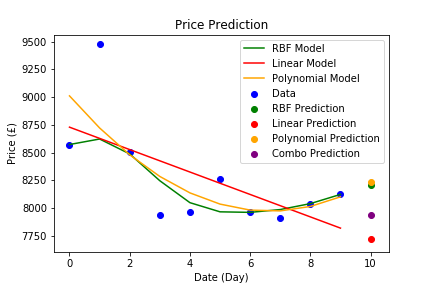 Price Prediction
9500
9250
9000
8750
8500
8250
8000
7750
Price (£)
RBF Model
Linear Model
Polynomial Model
Data
RBF Prediction
Linear Prediction
Polynomial Prediction
Combo Prediction
0
2
4
6
8
10
Date (Day)